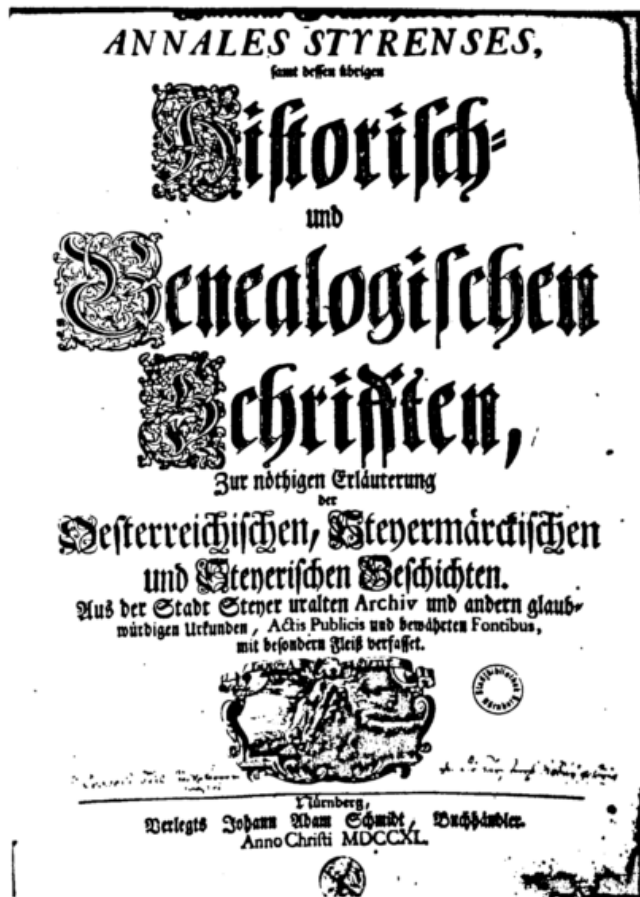 ANNALES STYRENSES,
samt dessen übrigen
Historisch-
und
Genealogischen
Schrifften,
Zur nöthigen Erläuterung
der
Oesterreichischen, Steyermärckischen
und Steyerischen Geschichten.
Aus der Stadt Steyer uralten Archiv und andern glaub-
würdigen Urkunden, Actis Publicis und bewährten Fontibus,
mit besondern Fleiß verfasset.
Stadtbibliothek
Nürnberg
Nürnberg,
Verlegts Johann Adam Schmidt, Buchhändler.
Anno Christi MDCCXL.